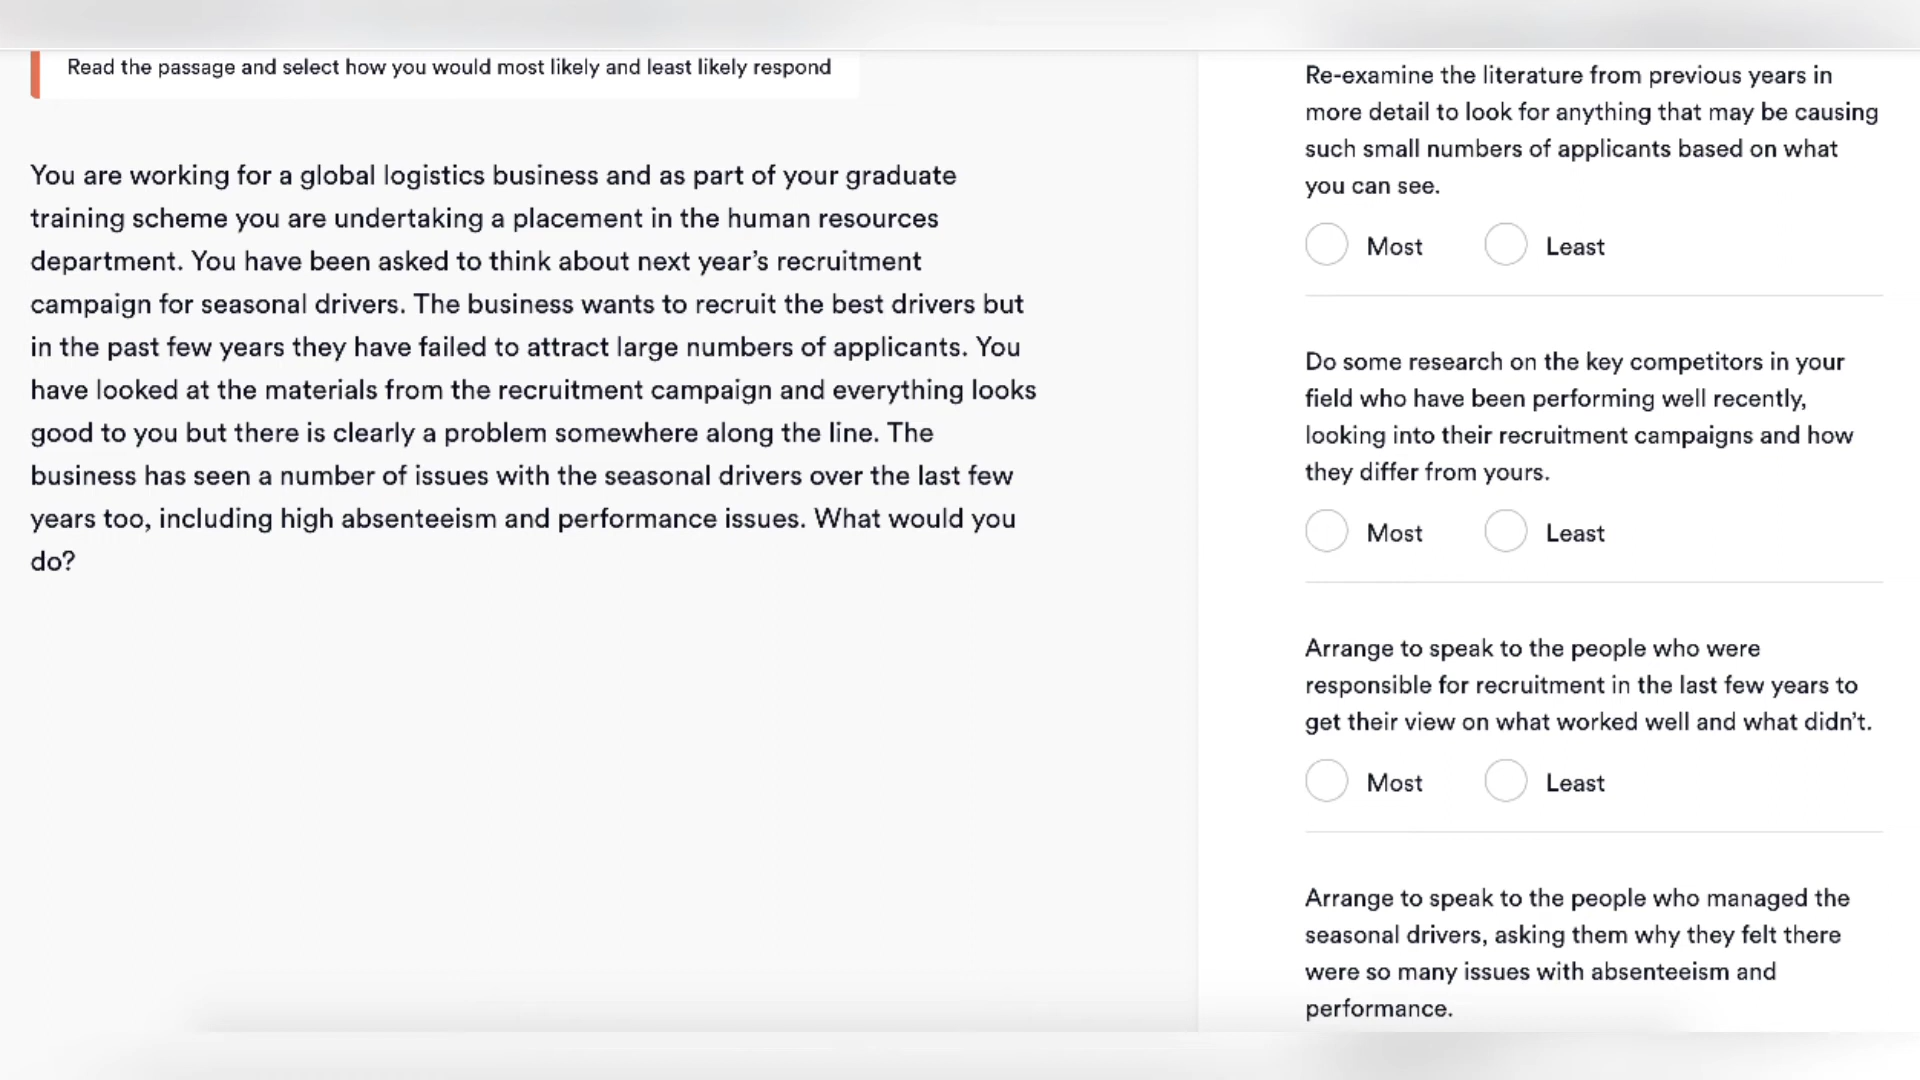 Read the passage and select how you would most likely and least likely respond
You are working for a global logistics business and as part of your graduate
training scheme you are undertaking a placement in the human resources
department. You have been asked to think about next year’s recruitment
campaign for seasonal drivers. The business wants to recruit the best drivers but
in the past few years they have failed to attract large numbers of applicants. You
have looked at the materials from the recruitment campaign and everything looks
good to you but there is clearly a problem somewhere along the line. The
business has seen a number of issues with the seasonal drivers over the last few
years too, including high absenteeism and performance issues. What would you
do?
Re-examine the literature from previous years in
more detail to look for anything that may be causing
such small numbers of applicants based on what
you can see.
Most Least
Do some research on the key competitors in your
field who have been performing well recently,
looking into their recruitment campaigns and how
they differ from yours.
Most Least
Arrange to speak to the people who were
responsible for recruitment in the last few years to
get their view on what worked well and what didn’t.
Most Least
Arrange to speak to the people who managed the
seasonal drivers, asking them why they felt there
were so many issues with absenteeism and
performance.